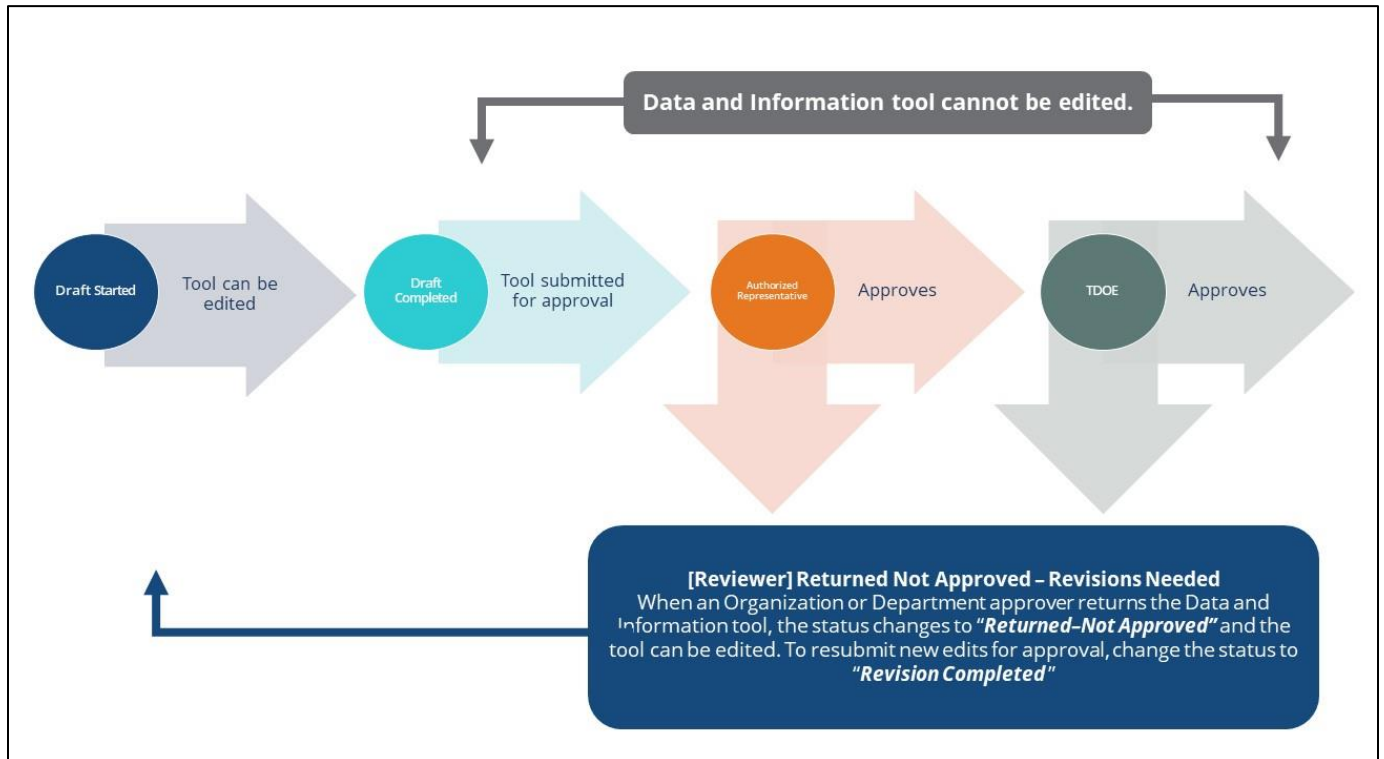 Data and Information tool cannot be edited.
Draft Started
Tool can be
edited
Draft
Completed
Tool submitted
for approval
Authorized
Representative
Approves
TDOE
Approves
[Reviewer] Returned Not Approved – Revisions Needed
When an Organization or Department approver returns the Data and
Information tool, the status changes to “Returned–Not Approved” and the
tool can be edited. To resubmit new edits for approval, change the status to
“Revision Completed”